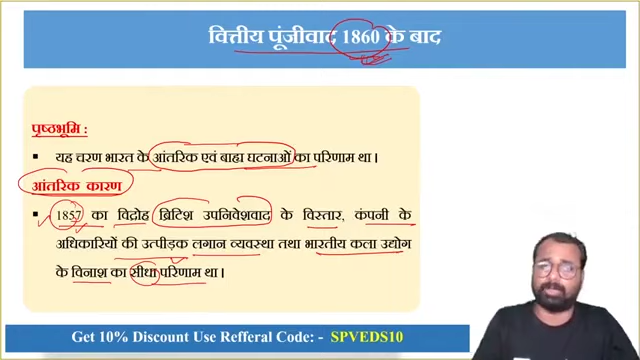 वित्तीय पूंजीवाद 1860 के बाद
पृष्ठभूमि :
▪ यह चरण भारत के आंतरिक एवं बाह्य घटनाओं का परिणाम था।
आंतरिक कारण
▪ 1857 का विद्रोह ब्रिटिश उपनिवेशवाद के विस्तार, कंपनी के
अधिकारियों की उत्पीड़क लगान व्यवस्था तथा भारतीय कला उद्योग
के विनाश का सीधा परिणाम था।
Get 10% Discount Use Refferal Code: - SPVEDS10